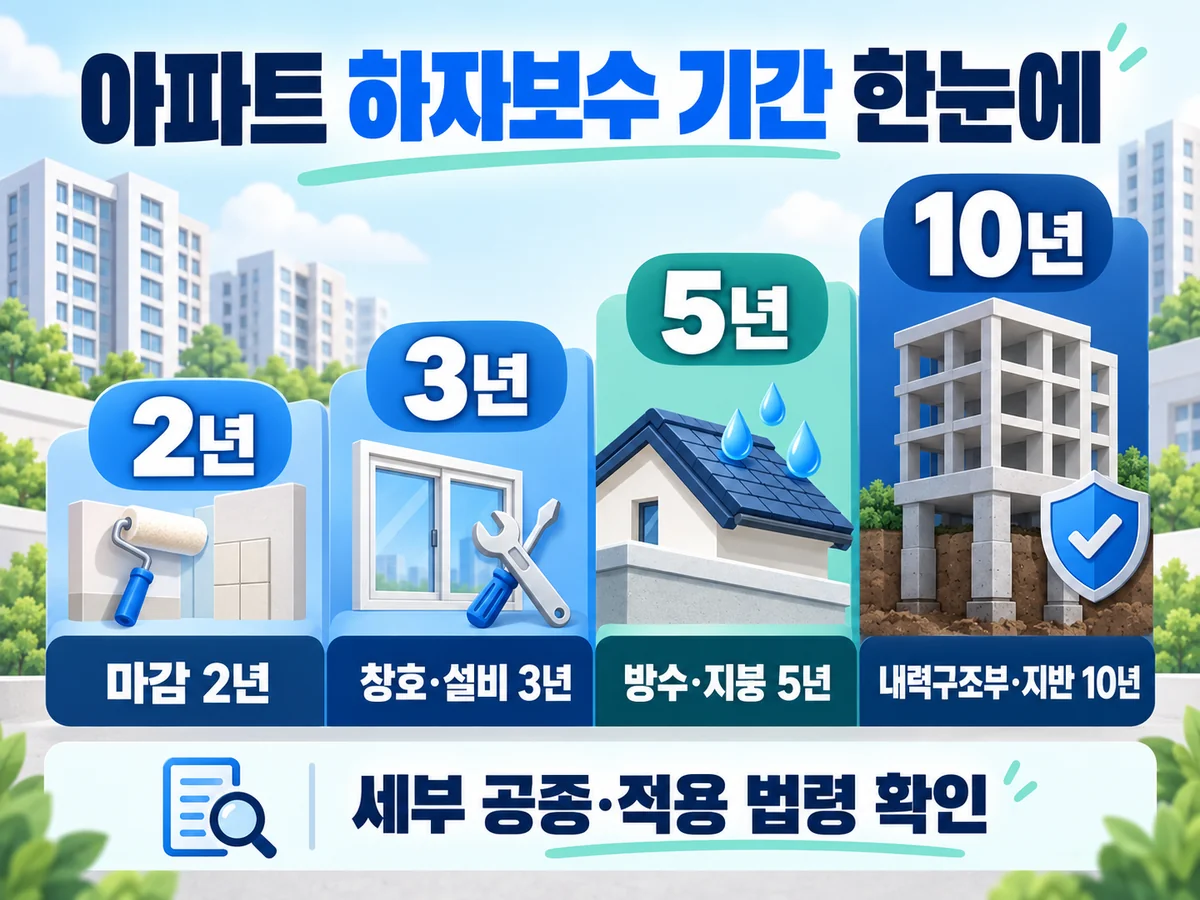 아파트 하자보수 기간 한눈에
2년
3년
5년
10년
마감 2년
창호·설비 3년
방수·지붕 5년
내력구조부·지반 10년
세부 공종·적용 법령 확인